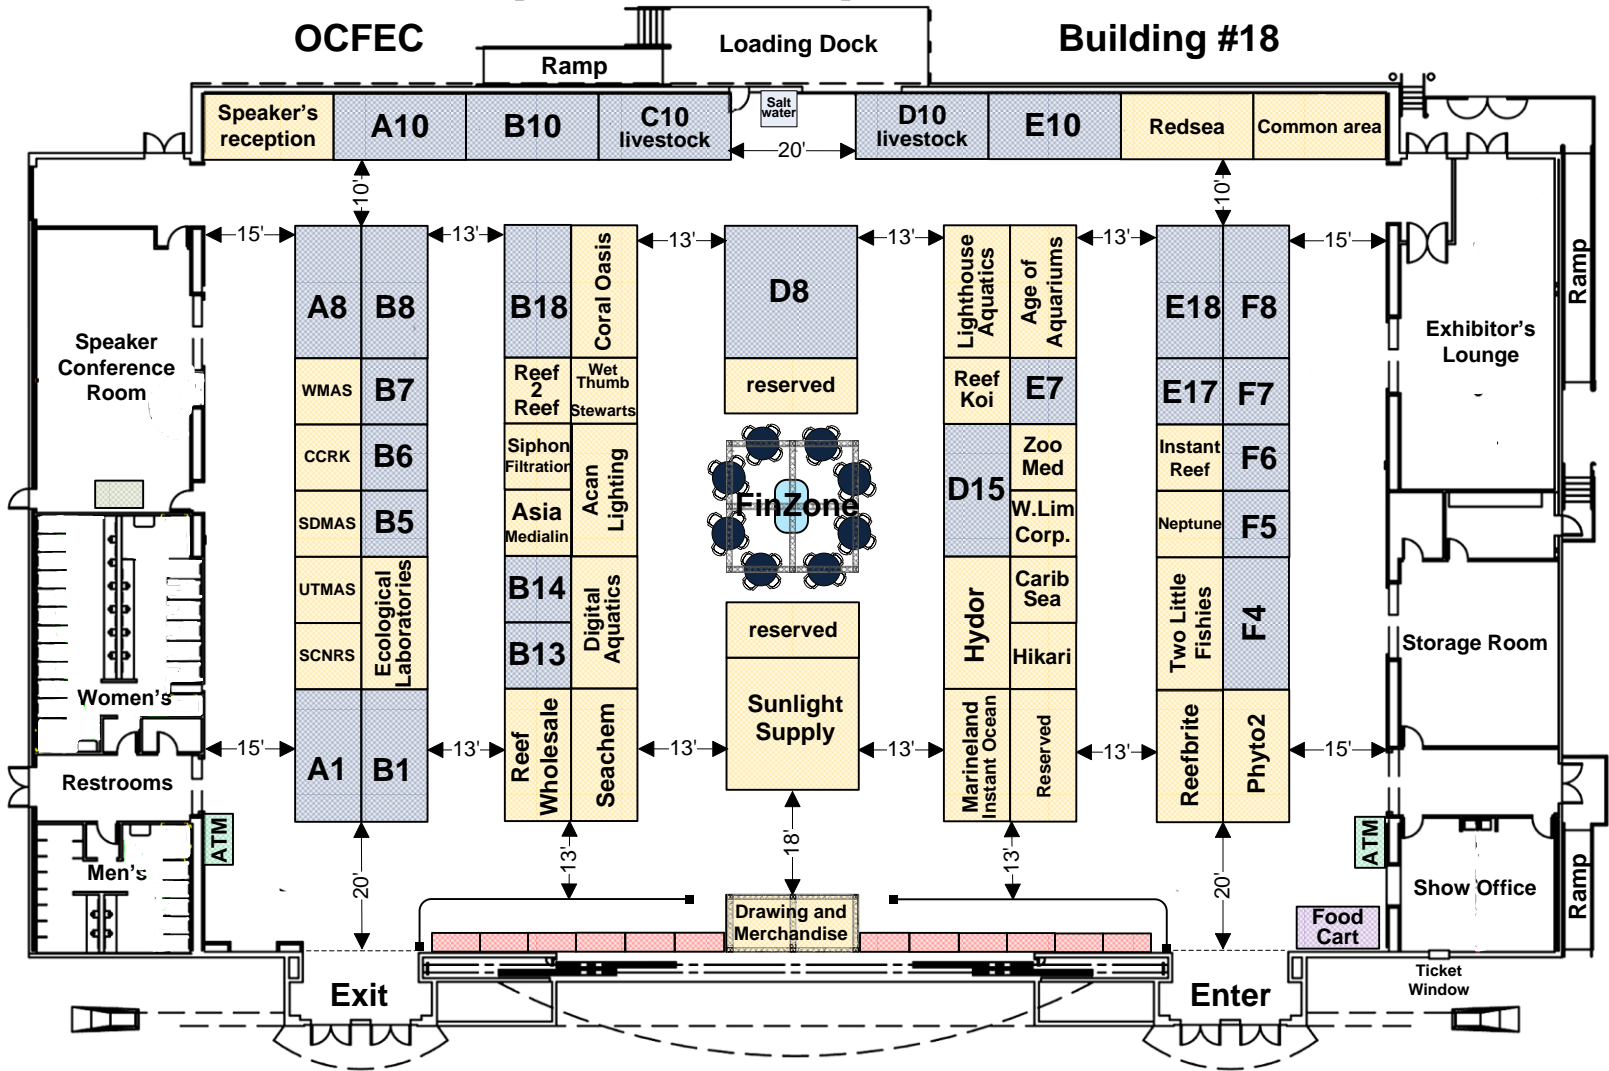 OCFEC
Loading Dock
Building #18
Ramp
Speaker's
reception
A10
B10
C10
livestock
Salt
water
20'
D10
livestock
E10
Redsea
Common area
10'
10'
15'
13'
13'
13'
13'
15'
Speaker
Conference
Room
A8
B8
B18
Coral Oasis
D8
Lighthouse
Aquatics
Age of
Aquariums
E18
F8
Exhibitor's
Lounge
Ramp
WMAS
B7
Reef
2
Reef
Wet
Thumb
Stewarts
reserved
Reef
Koi
E7
E17
F7
CCRK
B6
Siphon
Filtration
Acan
Lighting
FinZone
D15
Zoo
Med
Instant
Reef
F6
SDMAS
B5
Asia
Medialin
W.Lim
Corp.
Neptune
F5
UTMAS
Ecological
Laboratories
B14
Digital
Aquatics
reserved
Hydor
Carib
Sea
Two Little
Fishies
F4
Storage Room
SCNRS
B13
Hikari
Women's
A1
B1
Reef
Wholesale
Seachem
Sunlight
Supply
Marineland
Instant Ocean
Reserved
Reefbrite
Phyto2
15'
13'
13'
13'
13'
15'
Restrooms
ATM
ATM
Men's
20'
13'
18'
13'
20'
Show Office
Ramp
Drawing and
Merchandise
Food
Cart
Exit
Enter
Ticket
Window